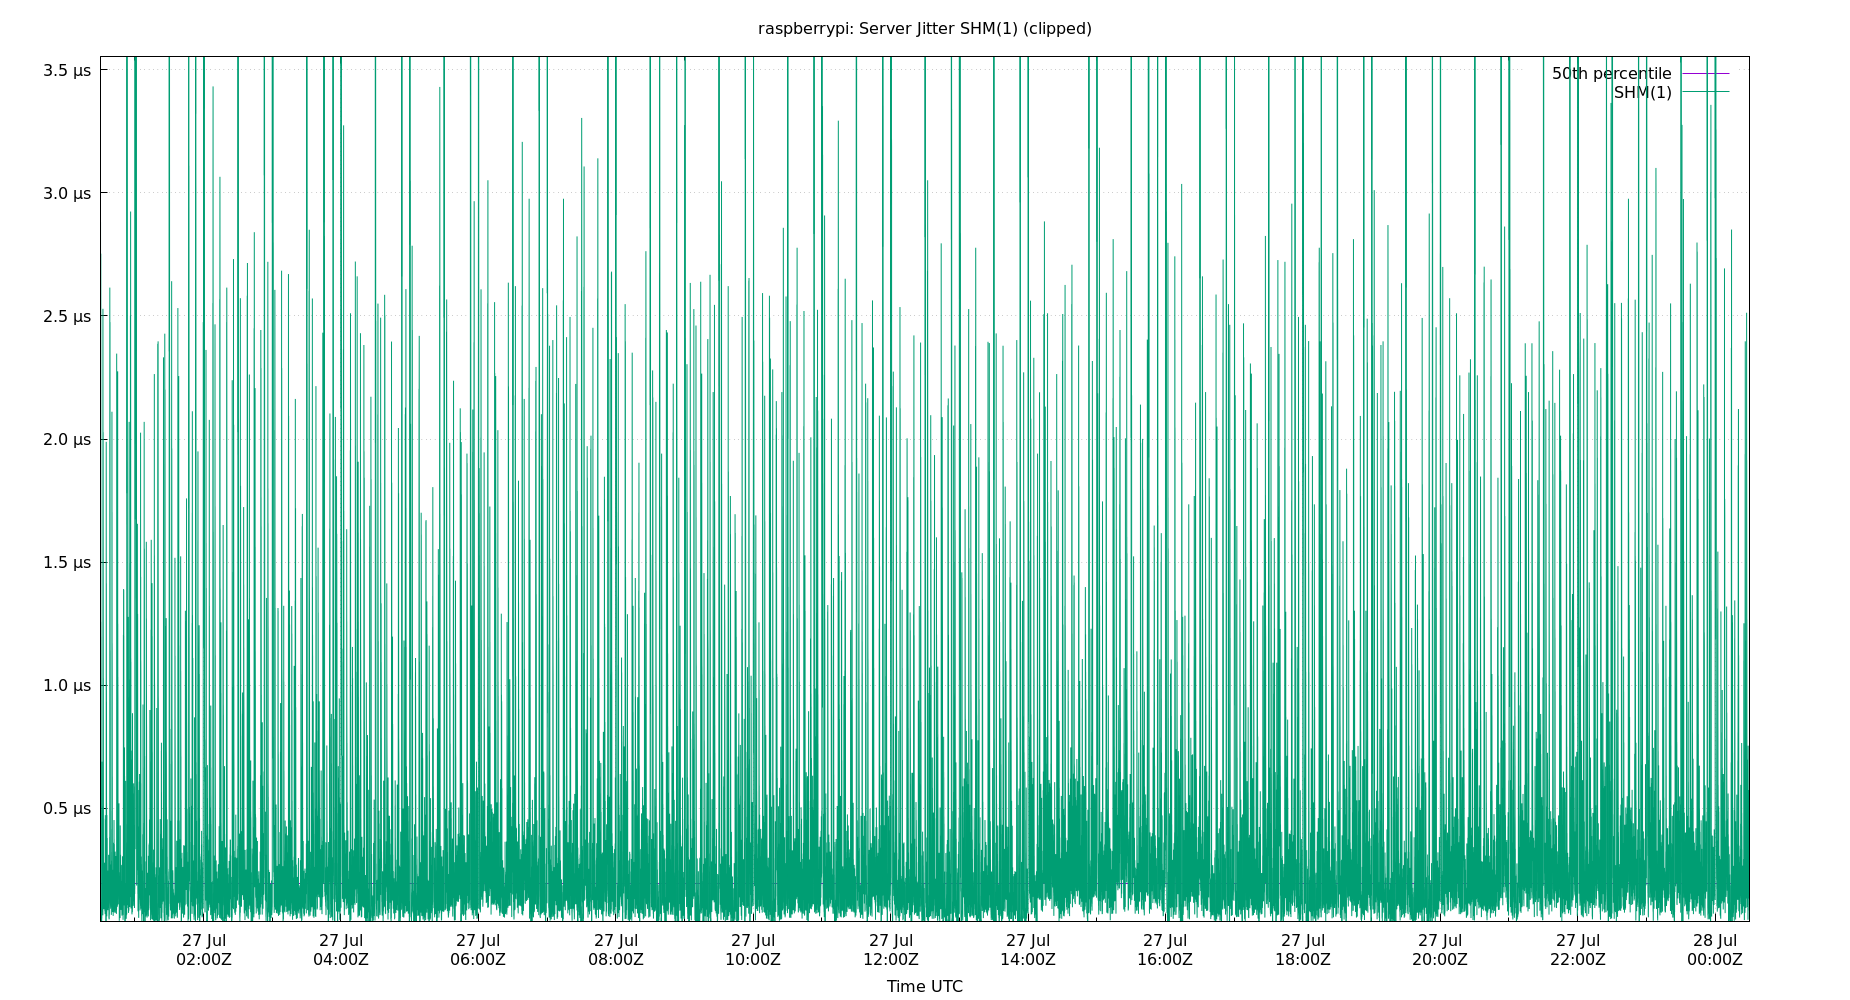 raspberrypi: Server Jitter SHM(1) (clipped)
50th percentile
SHM(1)
3.5 µs
3.0 µs
2.5 µs
2.0 µs
1.5 µs
1.0 µs
0.5 µs
27 Jul 27 Jul 27 Jul 27 Jul 27 Jul 27 Jul 27 Jul 27 Jul 27 Jul 27 Jul 27 Jul 28 Jul
02:00Z 04:00Z 06:00Z 08:00Z 10:00Z 12:00Z 14:00Z 16:00Z 18:00Z 20:00Z 22:00Z 00:00Z
Time UTC